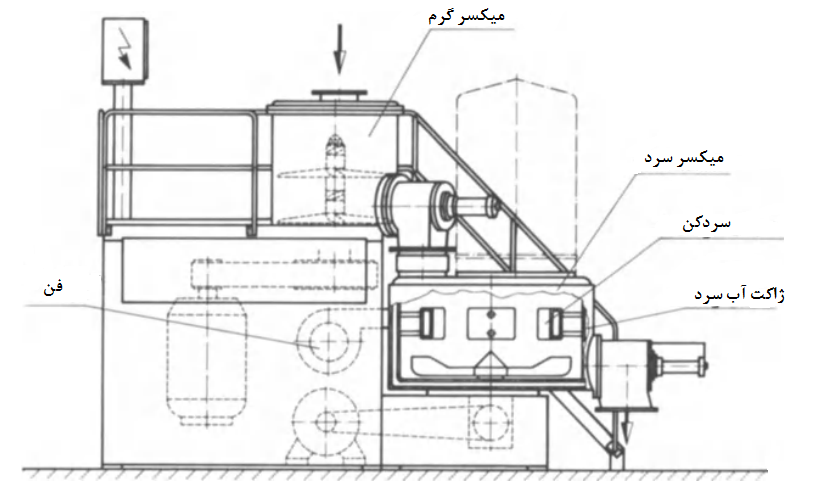 میکسر گرم
میکسر سرد
سردکن
ژاکت آب سرد
فن